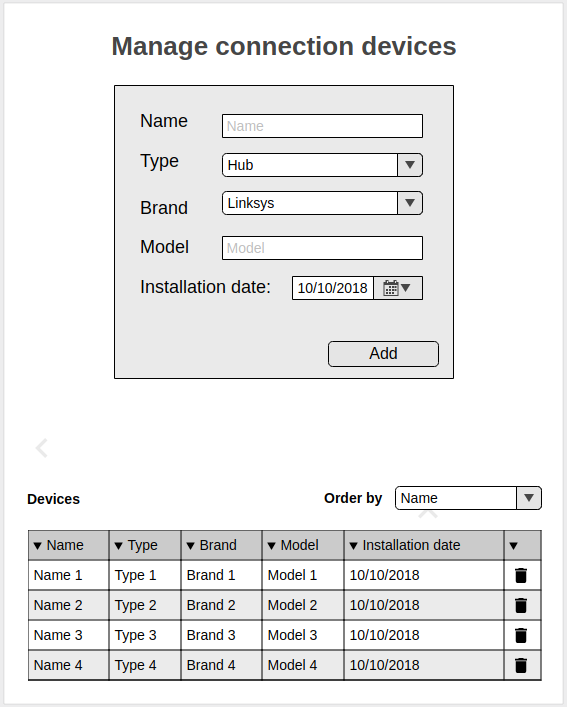 Manage connection devices
Name Name
Type Hub
Brand Linksys
Model Model
Installation date: 10/10/2018
Add
Devices Order by Name
Name Type Brand Model Installation date
Name 1 Type 1 Brand 1 Model 1 10/10/2018
Name 2 Type 2 Brand 2 Model 2 10/10/2018
Name 3 Type 3 Brand 3 Model 3 10/10/2018
Name 4 Type 4 Brand 4 Model 4 10/10/2018